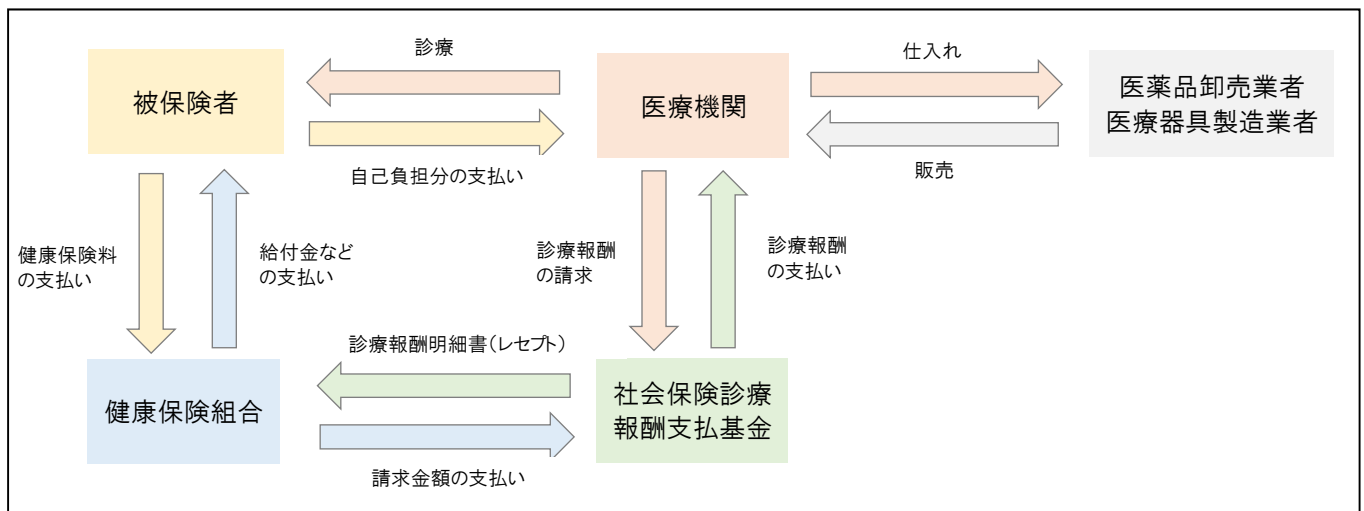 診療
仕入れ
被保険者
医療機関
医薬品卸売業者
医療器具製造業者
自己負担分の支払い
販売
健康保険料
の支払い
給付金など
の支払い
診療報酬
の請求
診療報酬
の支払い
診療報酬明細書(レセプト)
健康保険組合
社会保険診療
報酬支払基金
請求金額の支払い